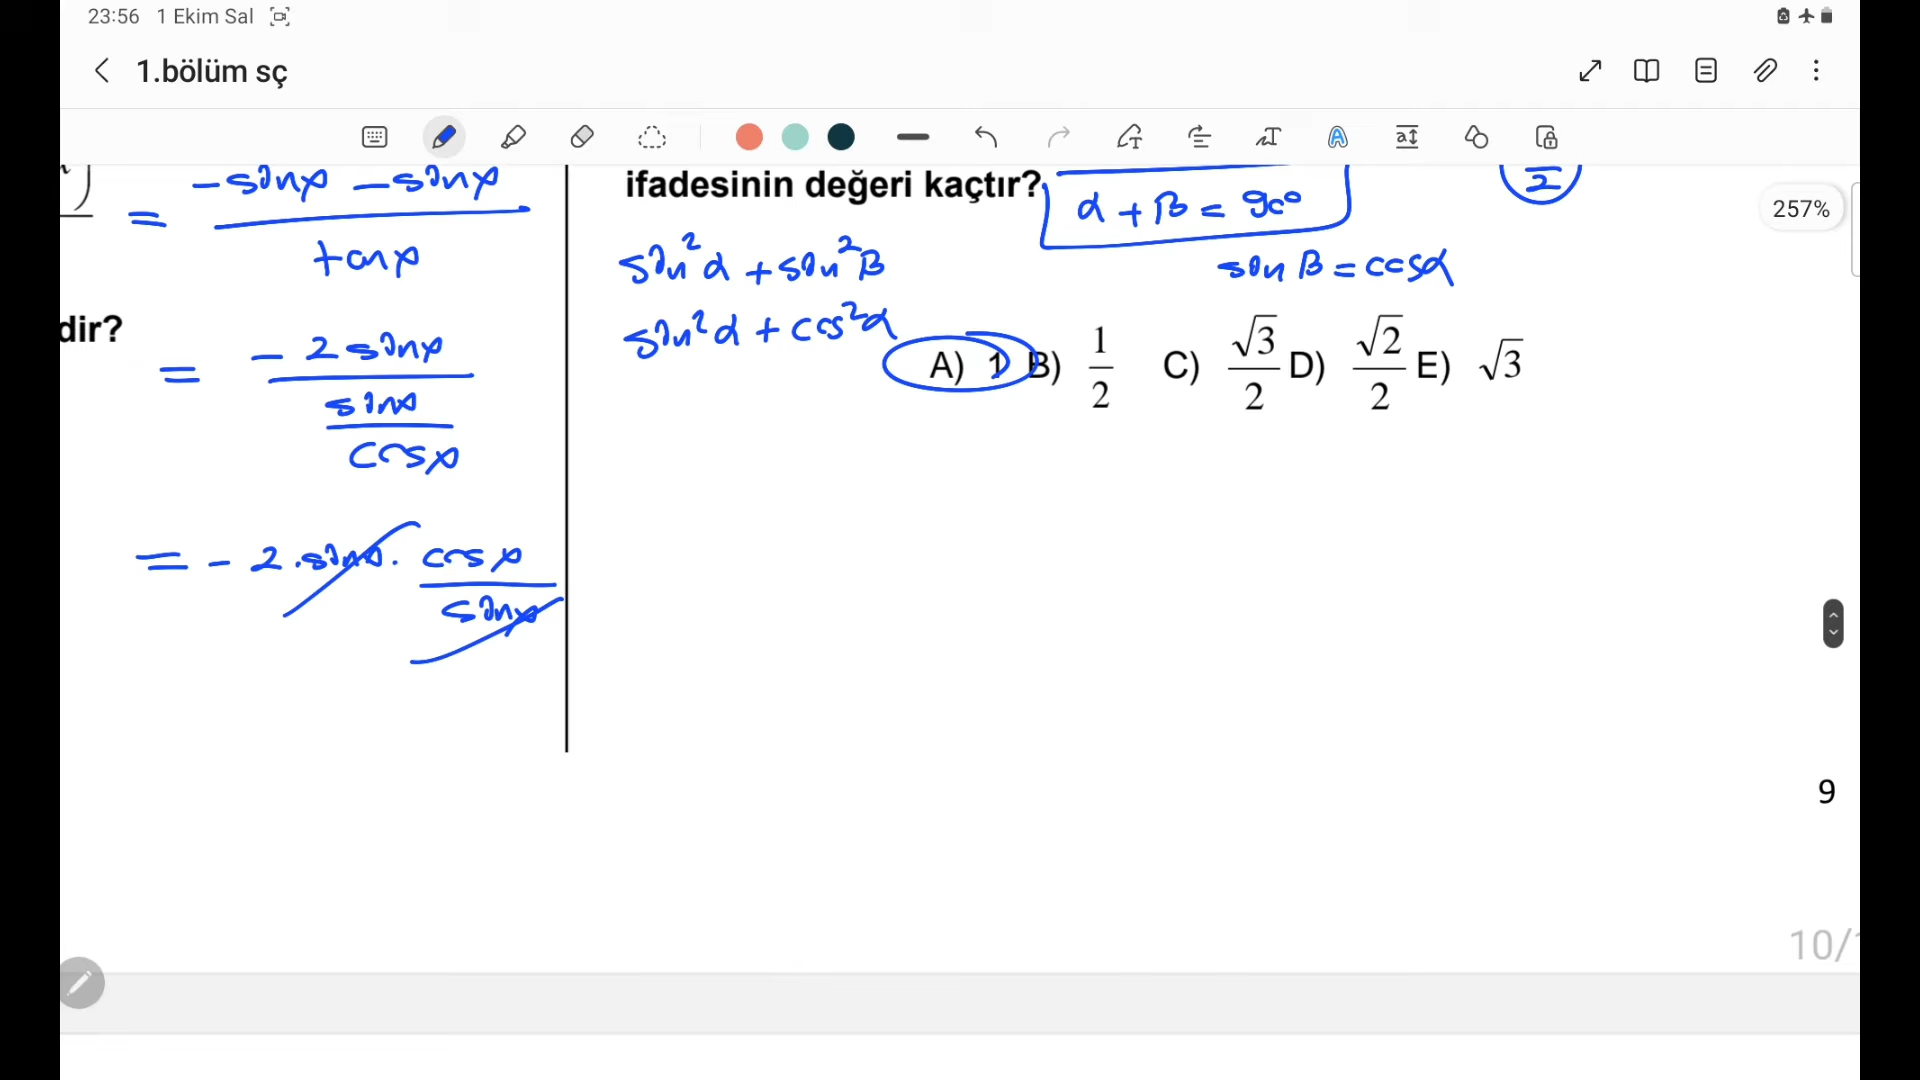 23:56 1 Ekim Sal
1.bölüm sç
257%
= -sinx -sinx / tanx
dir?
= -2sinx / (sinx / cosx)
= -2.sinx. cosx / sinx
ifadesinin değeri kaçtır?
α + β = 90°
sin²α + sin²β
sin β = cosα
sin²α + cos²α
A) 1 B) 1/2 C) √3/2 D) √2/2 E) √3
9
10/